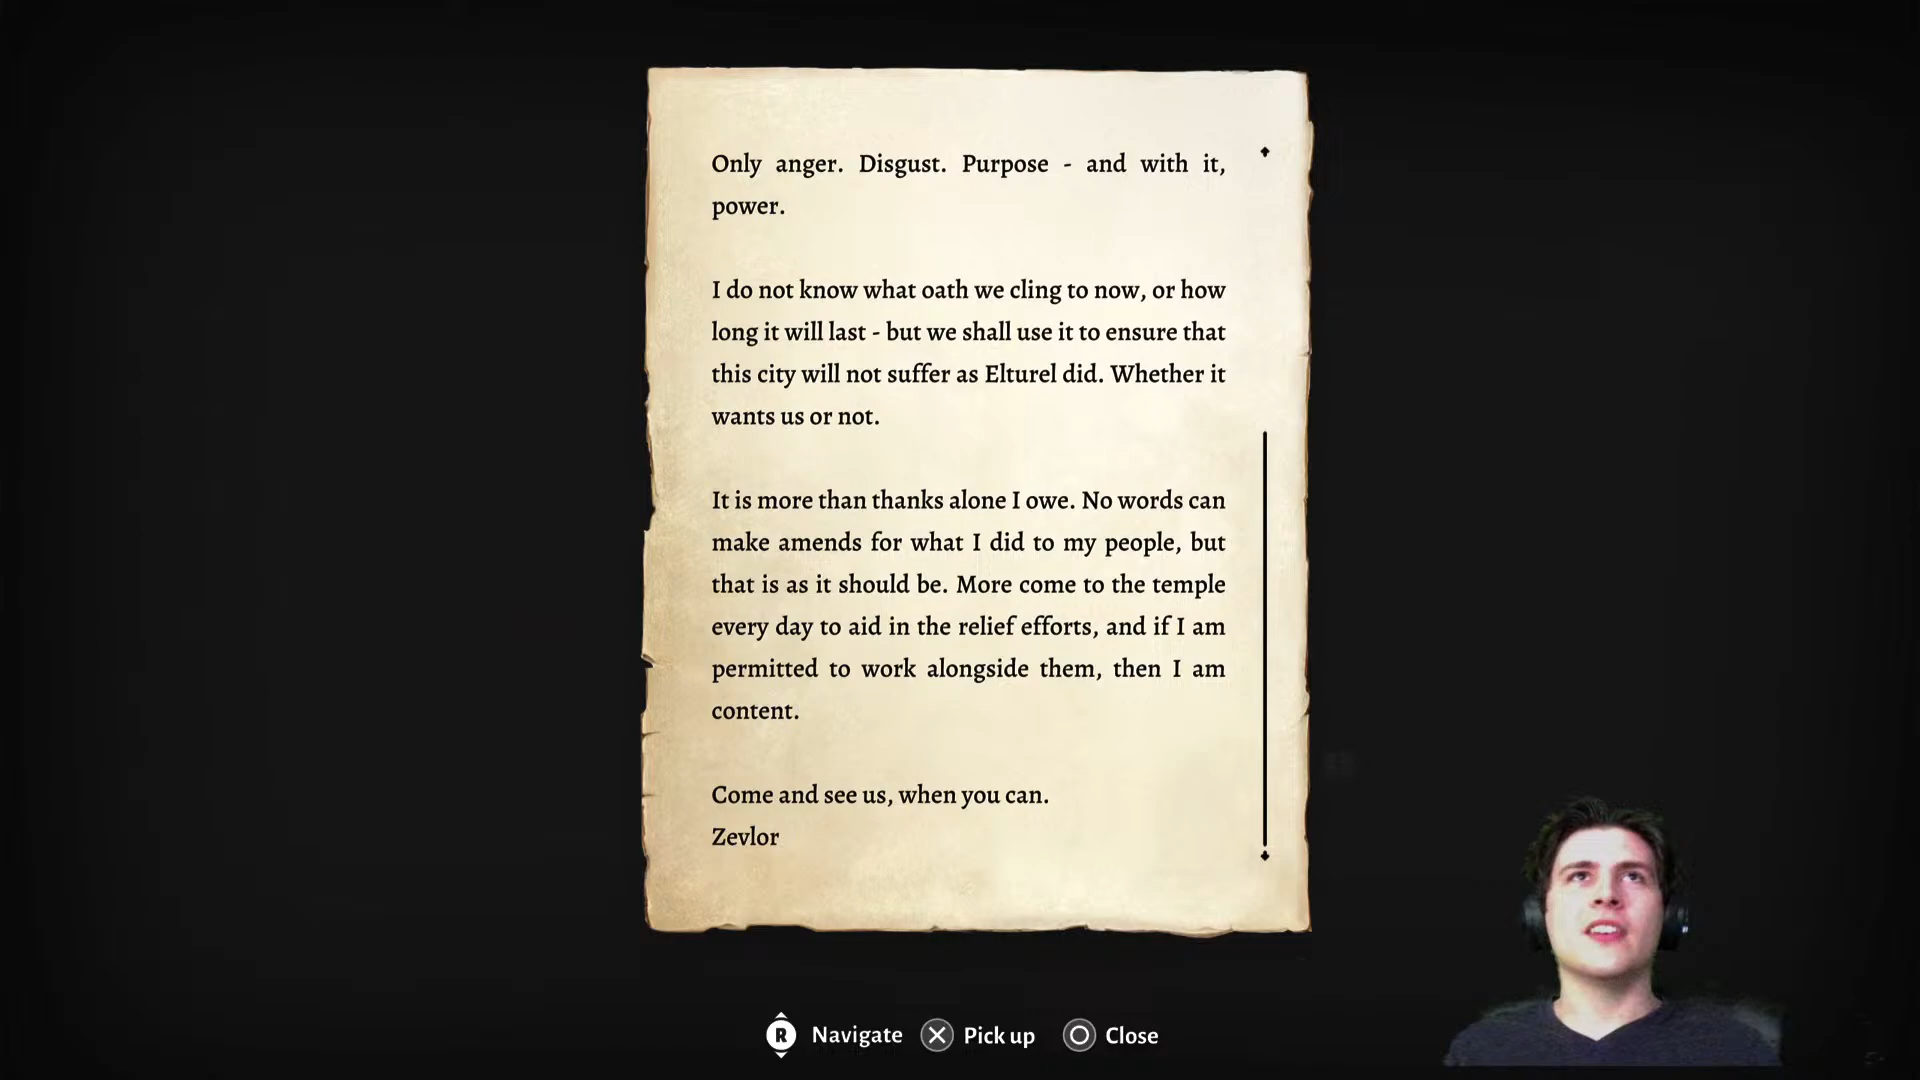 Only anger. Disgust. Purpose - and with it,
power.
I do not know what oath we cling to now, or how
long it will last - but we shall use it to ensure that
this city will not suffer as Elturel did. Whether it
wants us or not.
It is more than thanks alone I owe. No words can
make amends for what I did to my people, but
that is as it should be. More come to the temple
every day to aid in the relief efforts, and if I am
permitted to work alongside them, then I am
content.
Come and see us, when you can.
Zevlor
R Navigate Pick up Close